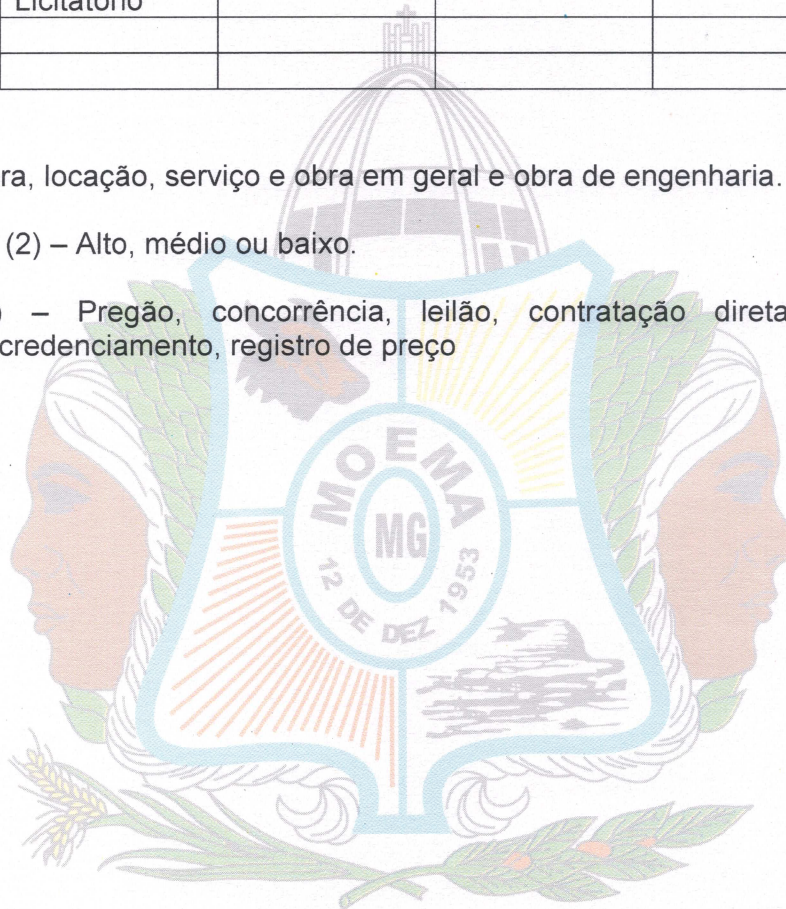 Licitatório
ra, locação, serviço e obra em geral e obra de engenharia.
(2) – Alto, médio ou baixo.
) – Pregão, concorrência, leilão, contratação direta
credenciamento, registro de preço
MOEMA
MG
12 DE DEZ 1953